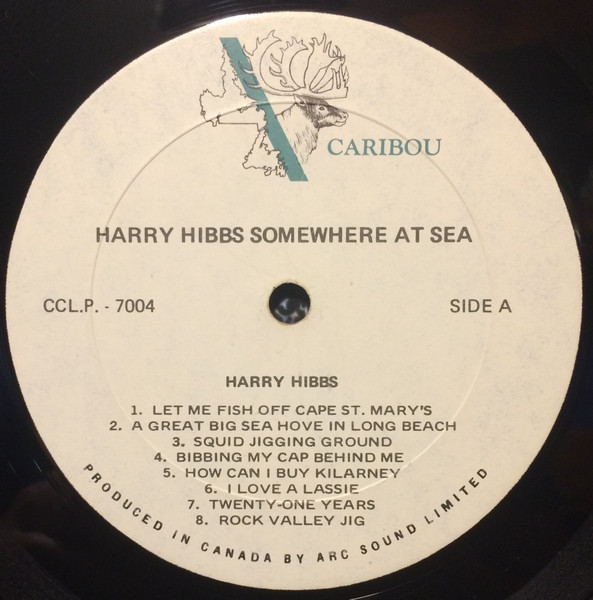 CARIBOU
HARRY HIBBS SOMEWHERE AT SEA
CCL.P. - 7004
SIDE A
HARRY HIBBS
1. LET ME FISH OFF CAPE ST. MARY'S
2. A GREAT BIG SEA HOVE IN LONG BEACH
3. SQUID JIGGING GROUND
4. BIBBING MY CAP BEHIND ME
5. HOW CAN I BUY KILARNEY
6. I LOVE A LASSIE
7. TWENTY-ONE YEARS
8. ROCK VALLEY JIG
PRODUCED IN CANADA BY ARC SOUND LIMITED